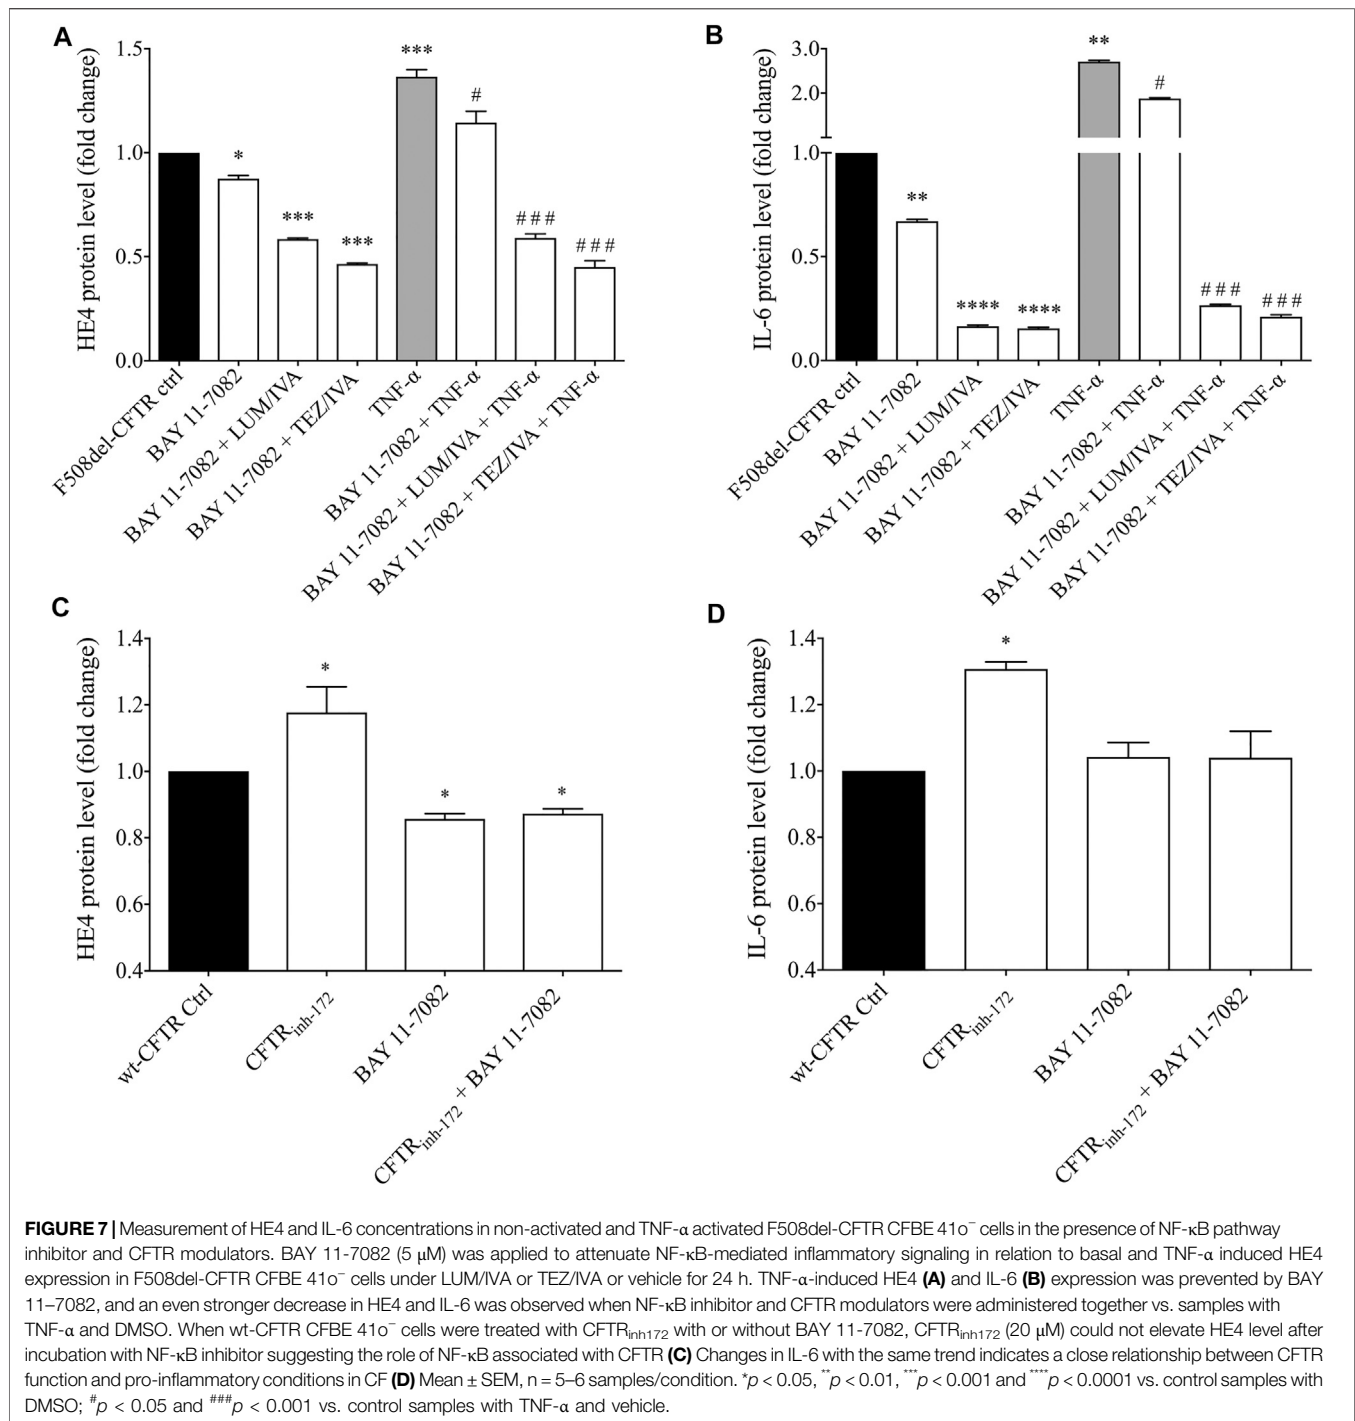 A
HE4 protein level (fold change)
1.5
1.0
0.5
0.0
*
***
***
***
#
###
###
F508del-CFTR ctrl
BAY 11-7082
BAY 11-7082 + LUM/IVA
BAY 11-7082 + TEZ/IVA
TNF-α
BAY 11-7082 + TNF-α
BAY 11-7082 + LUM/IVA + TNF-α
BAY 11-7082 + TEZ/IVA + TNF-α
B
IL-6 protein level (fold change)
3.0
2.0
1.0
0.5
0.0
**
****
****
**
#
###
###
F508del-CFTR ctrl
BAY 11-7082
BAY 11-7082 + LUM/IVA
BAY 11-7082 + TEZ/IVA
TNF-α
BAY 11-7082 + TNF-α
BAY 11-7082 + LUM/IVA + TNF-α
BAY 11-7082 + TEZ/IVA + TNF-α
C
HE4 protein level (fold change)
1.4
1.2
1.0
0.8
0.6
0.4
*
*
*
wt-CFTR Ctrl
CFTRinh-172
BAY 11-7082
CFTRinh-172 + BAY 11-7082
D
IL-6 protein level (fold change)
1.4
1.2
1.0
0.8
0.6
0.4
*
wt-CFTR Ctrl
CFTRinh-172
BAY 11-7082
CFTRinh-172 + BAY 11-7082
FIGURE 7 | Measurement of HE4 and IL-6 concentrations in non-activated and TNF-α activated F508del-CFTR CFBE 41o⁻ cells in the presence of NF-κB pathway
inhibitor and CFTR modulators. BAY 11-7082 (5 μM) was applied to attenuate NF-κB-mediated inflammatory signaling in relation to basal and TNF-α induced HE4
expression in F508del-CFTR CFBE 41o⁻ cells under LUM/IVA or TEZ/IVA or vehicle for 24 h. TNF-α-induced HE4 (A) and IL-6 (B) expression was prevented by BAY
11–7082, and an even stronger decrease in HE4 and IL-6 was observed when NF-κB inhibitor and CFTR modulators were administered together vs. samples with
TNF-α and DMSO. When wt-CFTR CFBE 41o⁻ cells were treated with CFTRinh172 with or without BAY 11-7082, CFTRinh172 (20 μM) could not elevate HE4 level after
incubation with NF-κB inhibitor suggesting the role of NF-κB associated with CFTR (C) Changes in IL-6 with the same trend indicates a close relationship between CFTR
function and pro-inflammatory conditions in CF (D) Mean ± SEM, n = 5–6 samples/condition. *p < 0.05, **p < 0.01, ***p < 0.001 and ****p < 0.0001 vs. control samples with
DMSO; #p < 0.05 and ###p < 0.001 vs. control samples with TNF-α and vehicle.